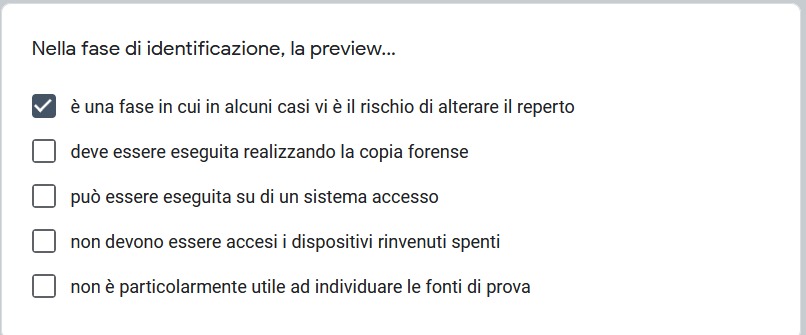 Nella fase di identificazione, la preview...
è una fase in cui in alcuni casi vi è il rischio di alterare il reperto
deve essere eseguita realizzando la copia forense
può essere eseguita su di un sistema accesso
non devono essere accesi i dispositivi rinvenuti spenti
non è particolarmente utile ad individuare le fonti di prova